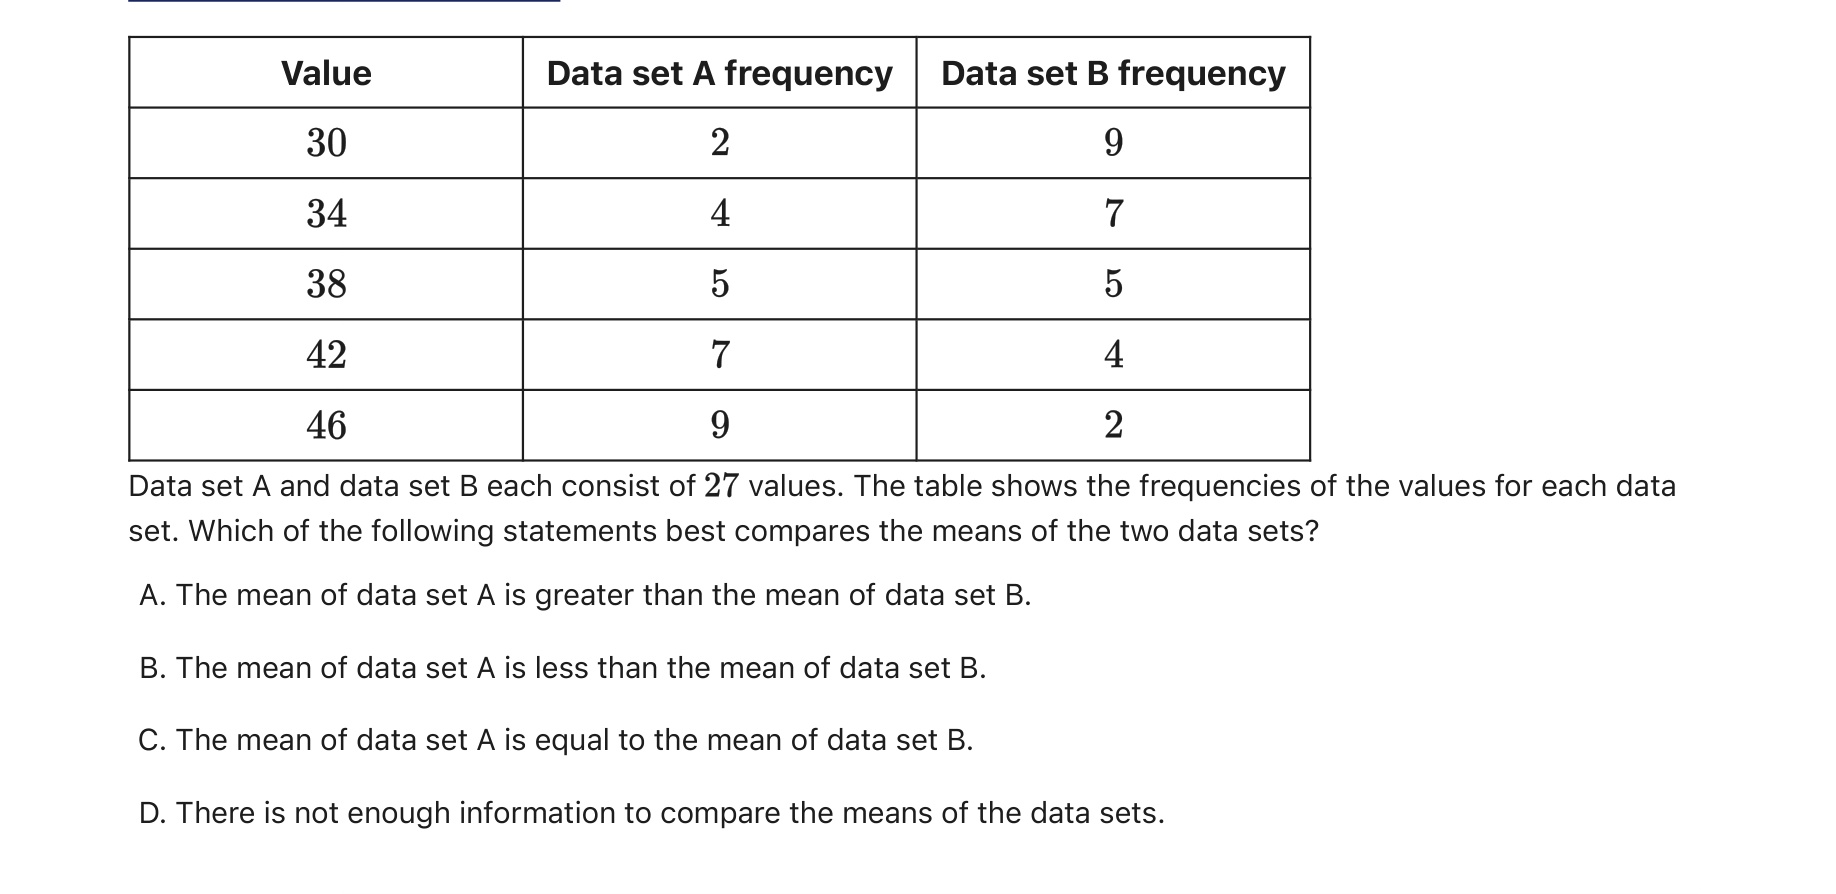 Value Data set A frequency Data set B frequency
30 2 9
34 4 7
38 5 5
42 7 4
46 9 2
Data set A and data set B each consist of 27 values. The table shows the frequencies of the values for each data
set. Which of the following statements best compares the means of the two data sets?
A. The mean of data set A is greater than the mean of data set B.
B. The mean of data set A is less than the mean of data set B.
C. The mean of data set A is equal to the mean of data set B.
D. There is not enough information to compare the means of the data sets.